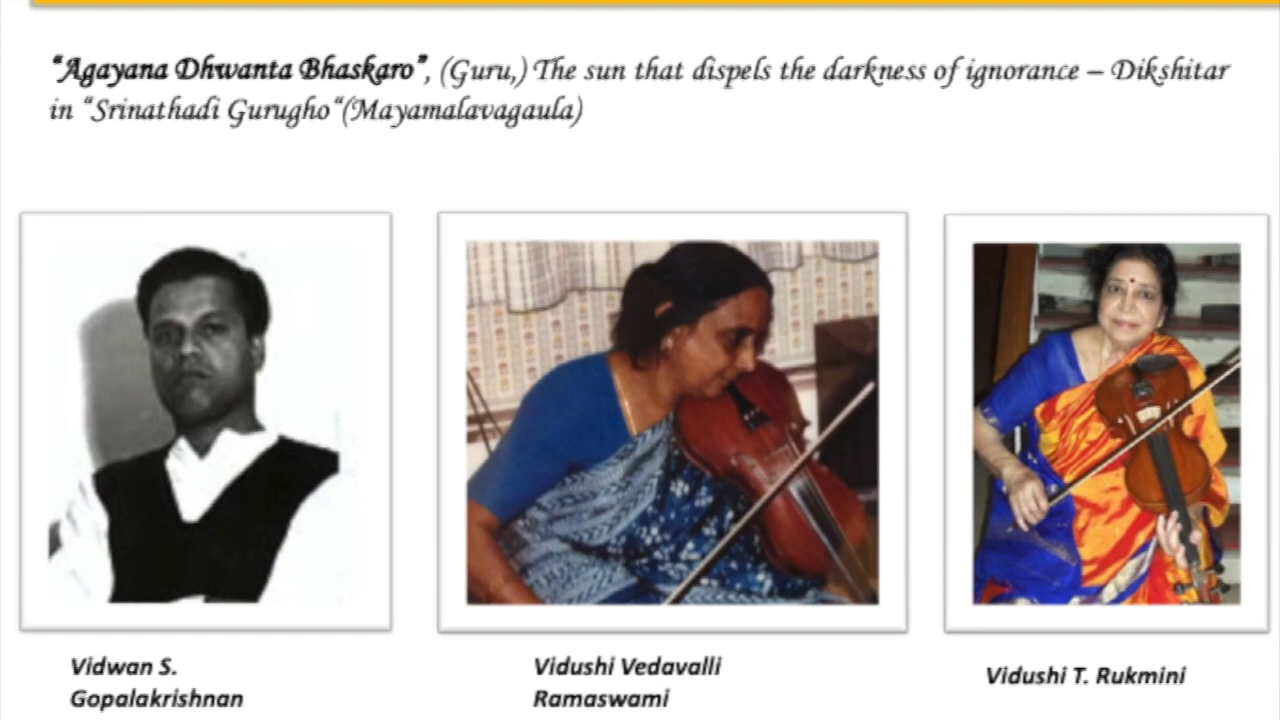 “Agayana Dhwanta Bhaskaro”, (Guru,) The sun that dispels the darkness of ignorance – Dikshitar
in “Srinathadi Gurugho“(Mayamalavagaula)
Vidwan S.
Gopalakrishnan
Vidushi Vedavalli
Ramaswami
Vidushi T. Rukmini